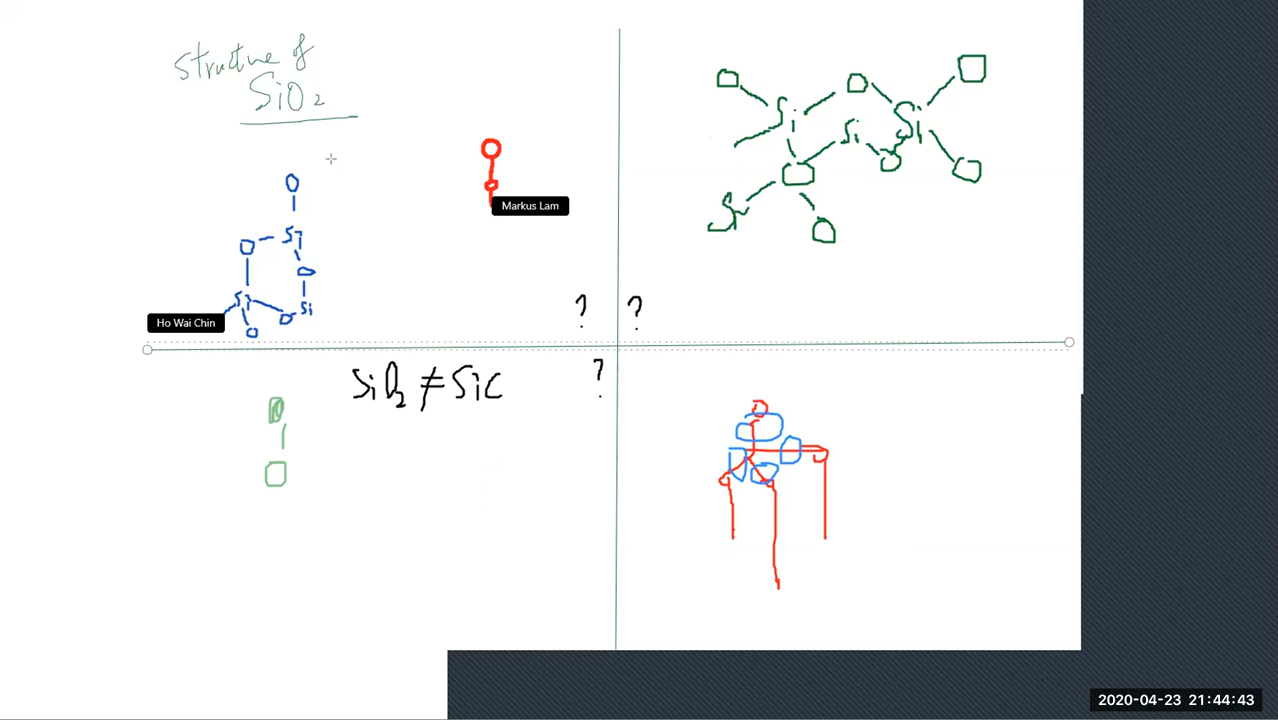 Structure of
SiO2
Markus Lam
O
Si
O
O
Si
Si
O
O
Ho Wai Chin
O
O
O
Si
Si
Si
O
O
O
Si
O
? ?
?
SiO2 ≠ SiC
2020-04-23 21:44:43